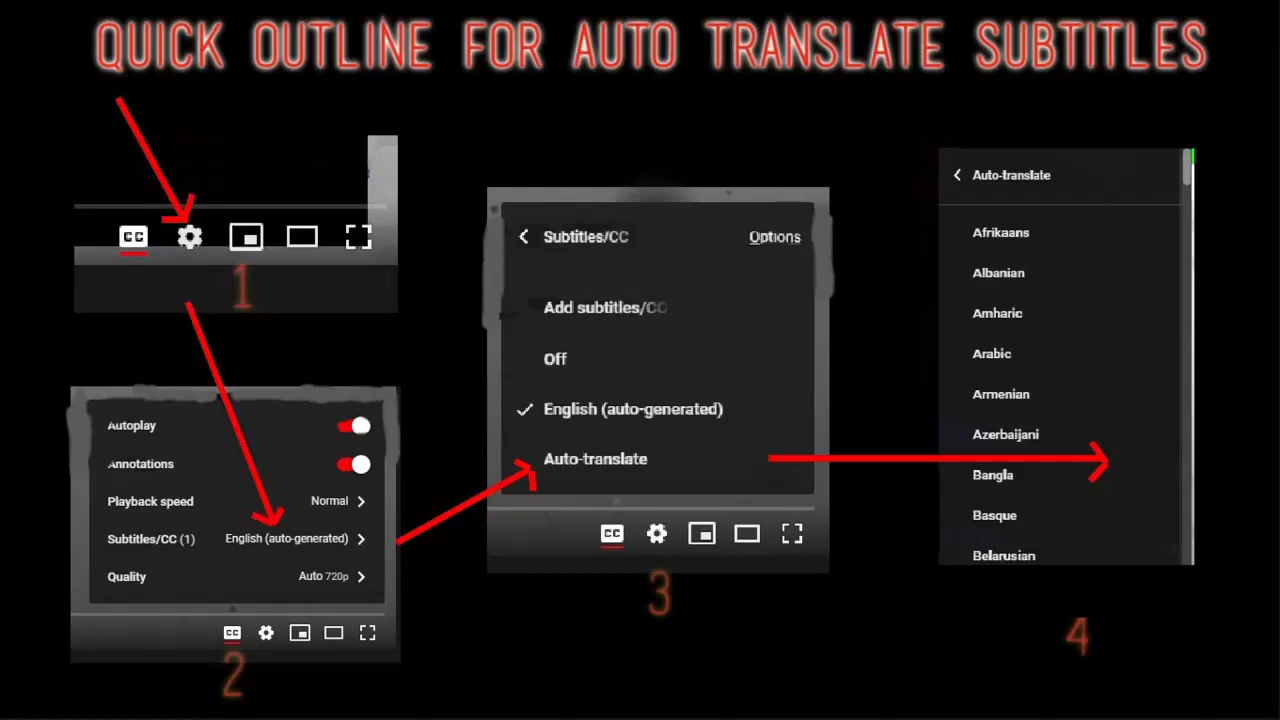 QUICK OUTLINE FOR AUTO TRANSLATE SUBTITLES
CC
1
Autoplay
Annotations
Playback speed Normal
Subtitles/CC (1) English (auto-generated)
Quality Auto 720p
CC
2
Subtitles/CC Options
Add subtitles/CC
Off
English (auto-generated)
Auto-translate
CC
3
Auto-translate
Afrikaans
Albanian
Amharic
Arabic
Armenian
Azerbaijani
Bangla
Basque
Belarusian
4